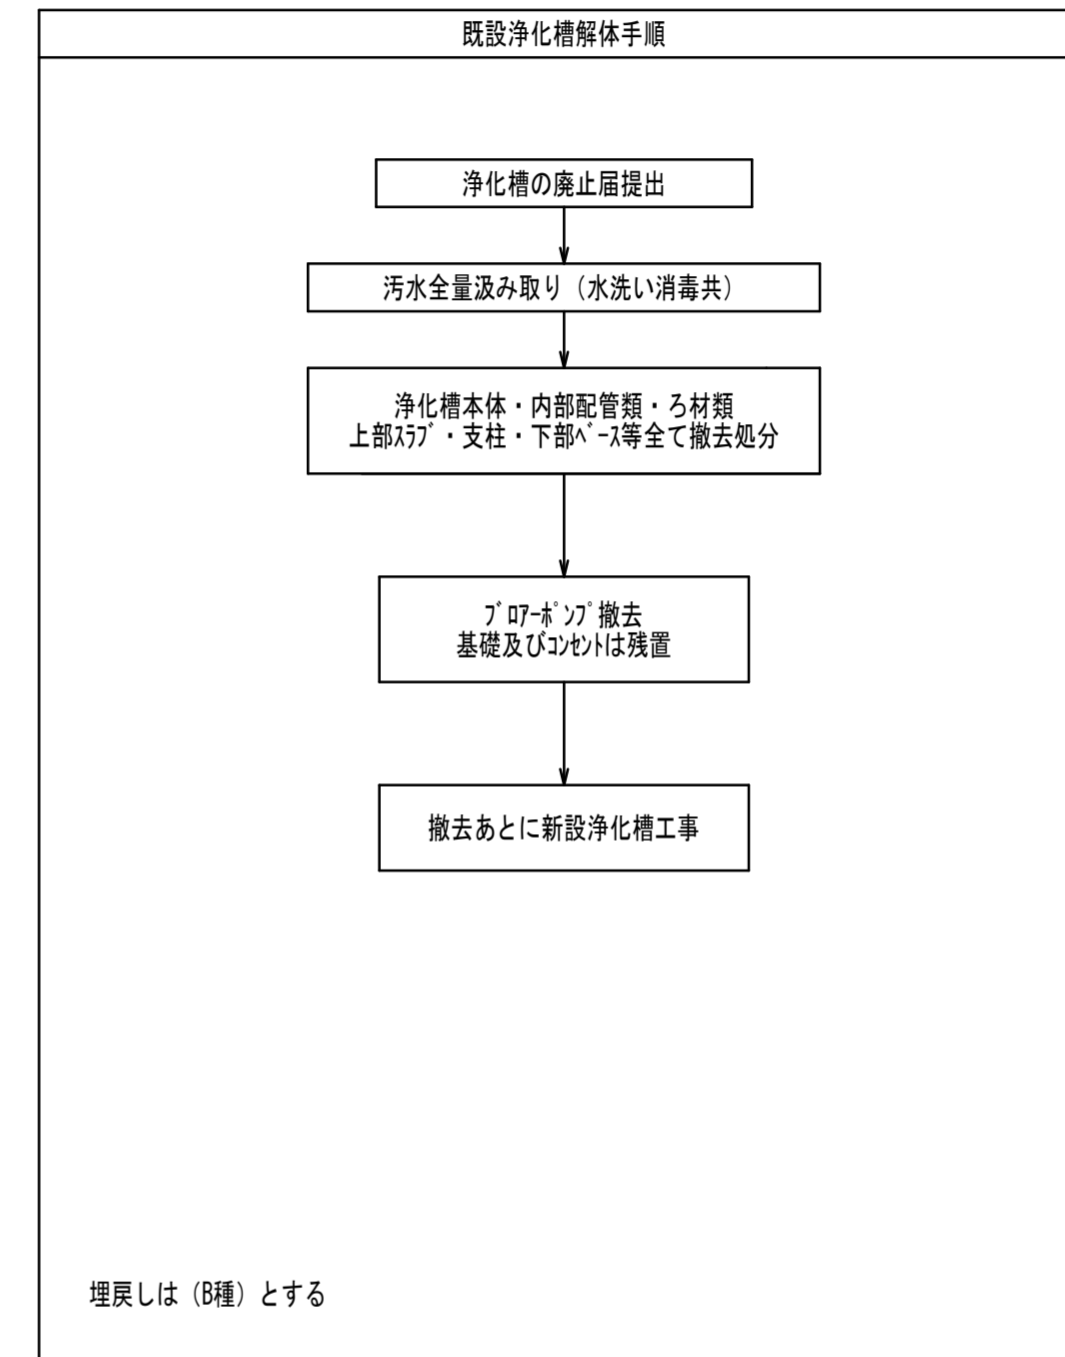 既設浄化槽解体手順
浄化槽の廃止届提出
汚水全量汲み取り（水洗い消毒共）
浄化槽本体・内部配管類・ろ材類
上部ｽﾗﾌﾞ・支柱・下部ﾍﾞｰｽ等全て撤去処分
ﾌﾞﾛｱｰﾎﾟﾝﾌﾟ撤去
基礎及びｺﾝｾﾝﾄは残置
撤去あとに新設浄化槽工事
埋戻しは（B種）とする